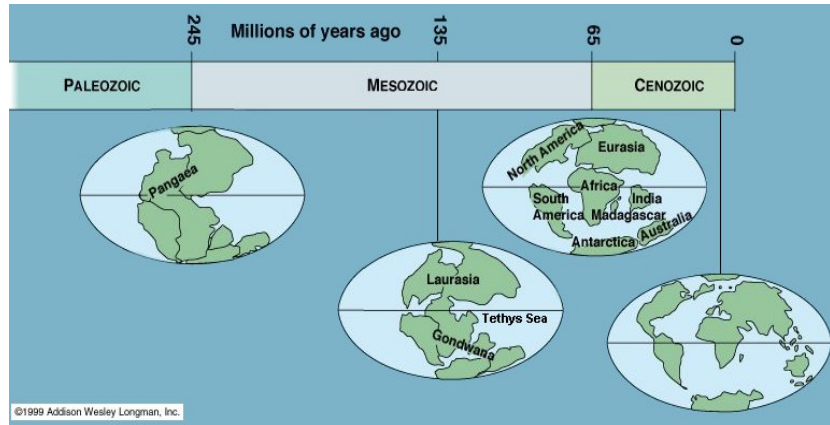 245
Millions of years ago
135
65
0
PALEOZOIC
MESOZOIC
CENOZOIC
Pangaea
North America
Eurasia
Africa
South
America
India
Madagascar
Australia
Antarctica
Laurasia
Tethys Sea
Gondwana
©1999 Addison Wesley Longman, Inc.